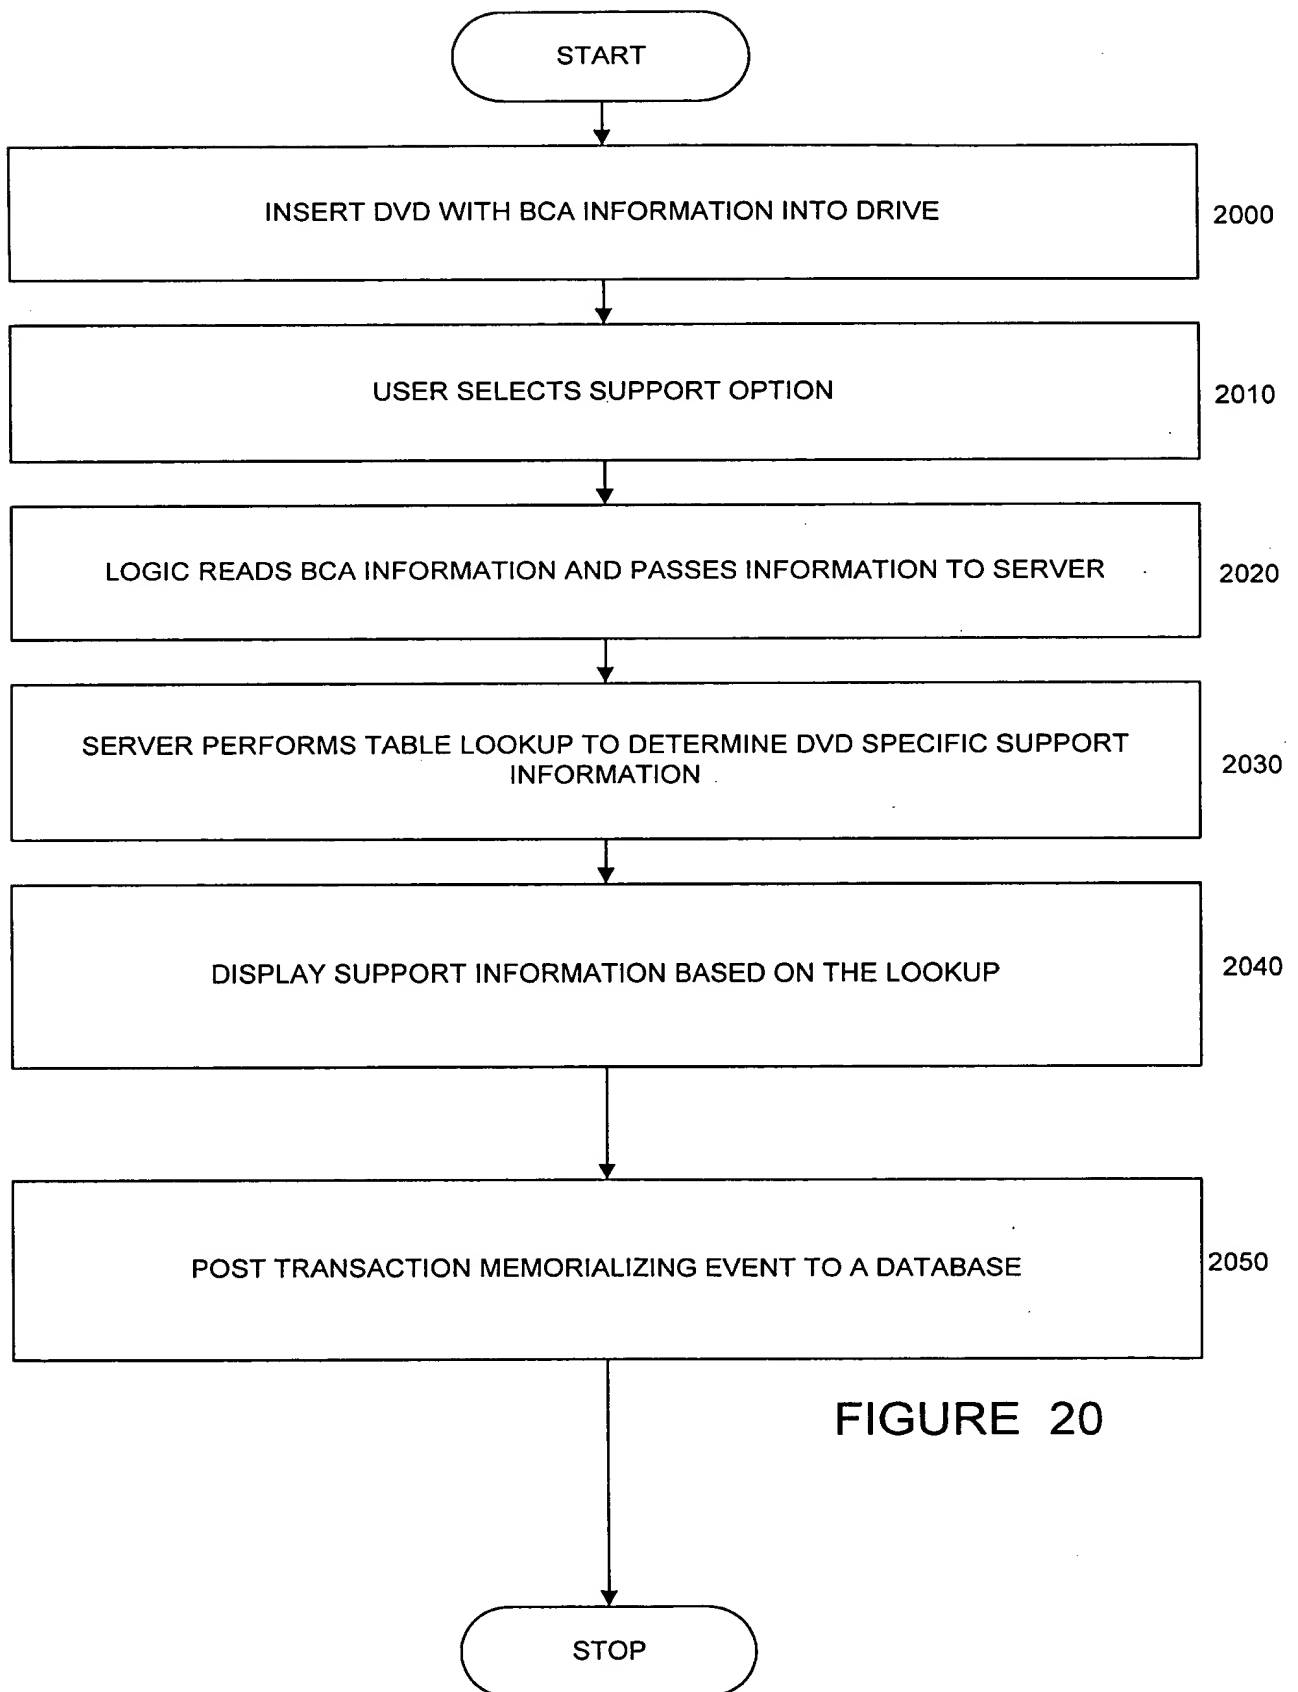 START
INSERT DVD WITH BCA INFORMATION INTO DRIVE
2000
USER SELECTS SUPPORT OPTION
2010
LOGIC READS BCA INFORMATION AND PASSES INFORMATION TO SERVER
2020
SERVER PERFORMS TABLE LOOKUP TO DETERMINE DVD SPECIFIC SUPPORT
INFORMATION
2030
DISPLAY SUPPORT INFORMATION BASED ON THE LOOKUP
2040
POST TRANSACTION MEMORIALIZING EVENT TO A DATABASE
2050
FIGURE 20
STOP